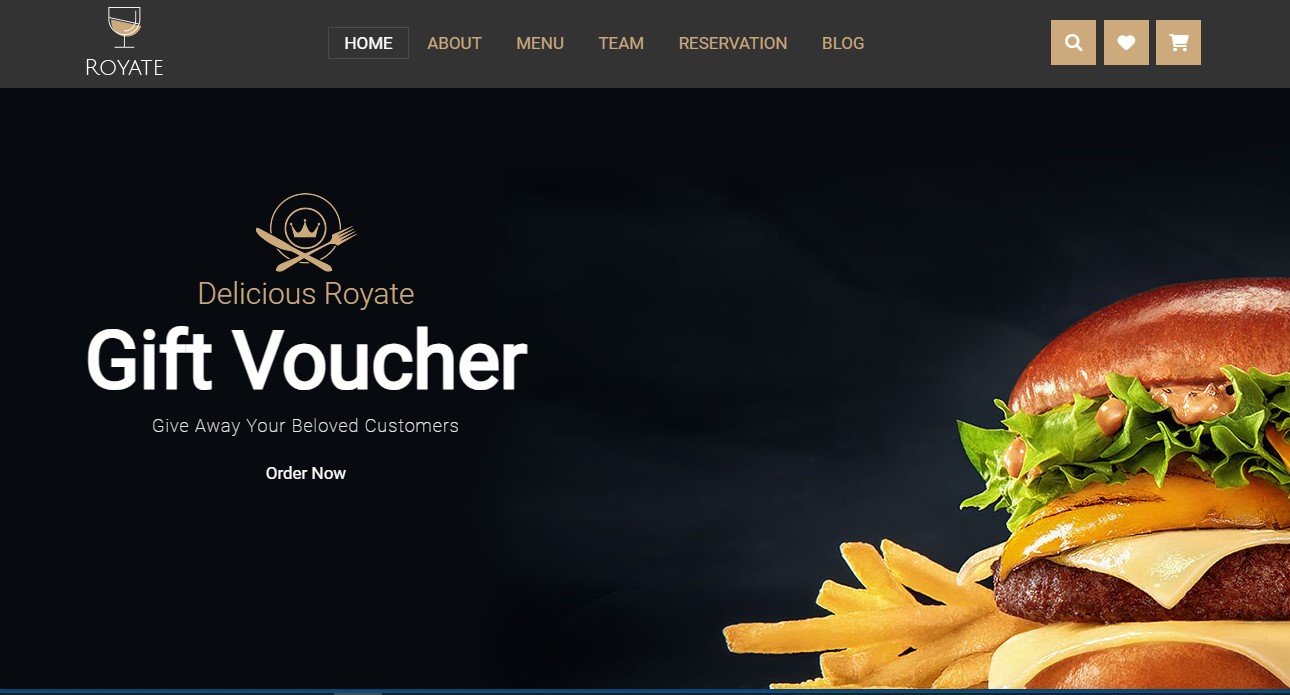 ROYATE
HOME ABOUT MENU TEAM RESERVATION BLOG
Delicious Royate
Gift Voucher
Give Away Your Beloved Customers
Order Now